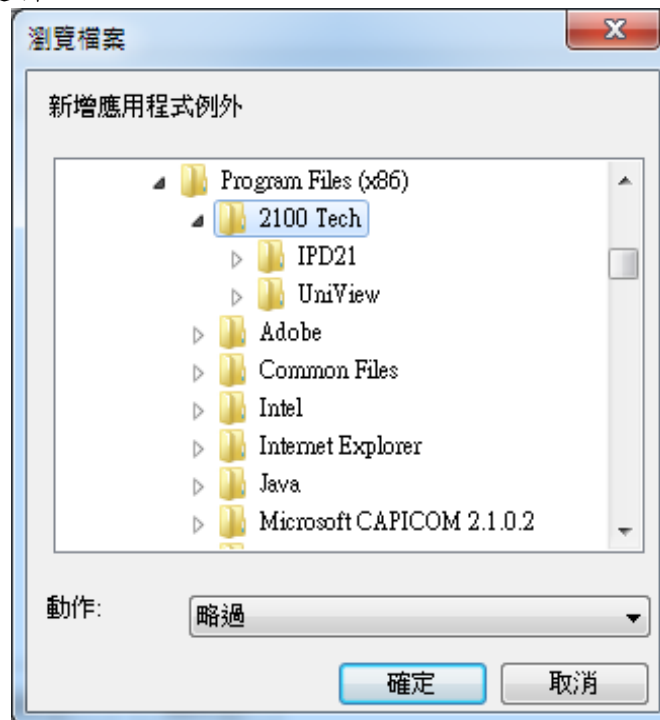 瀏覽檔案
新增應用程式例外
Program Files (x86)
2100 Tech
IPD21
UniView
Adobe
Common Files
Intel
Internet Explorer
Java
Microsoft CAPICOM 2.1.0.2
動作:
略過
確定
取消